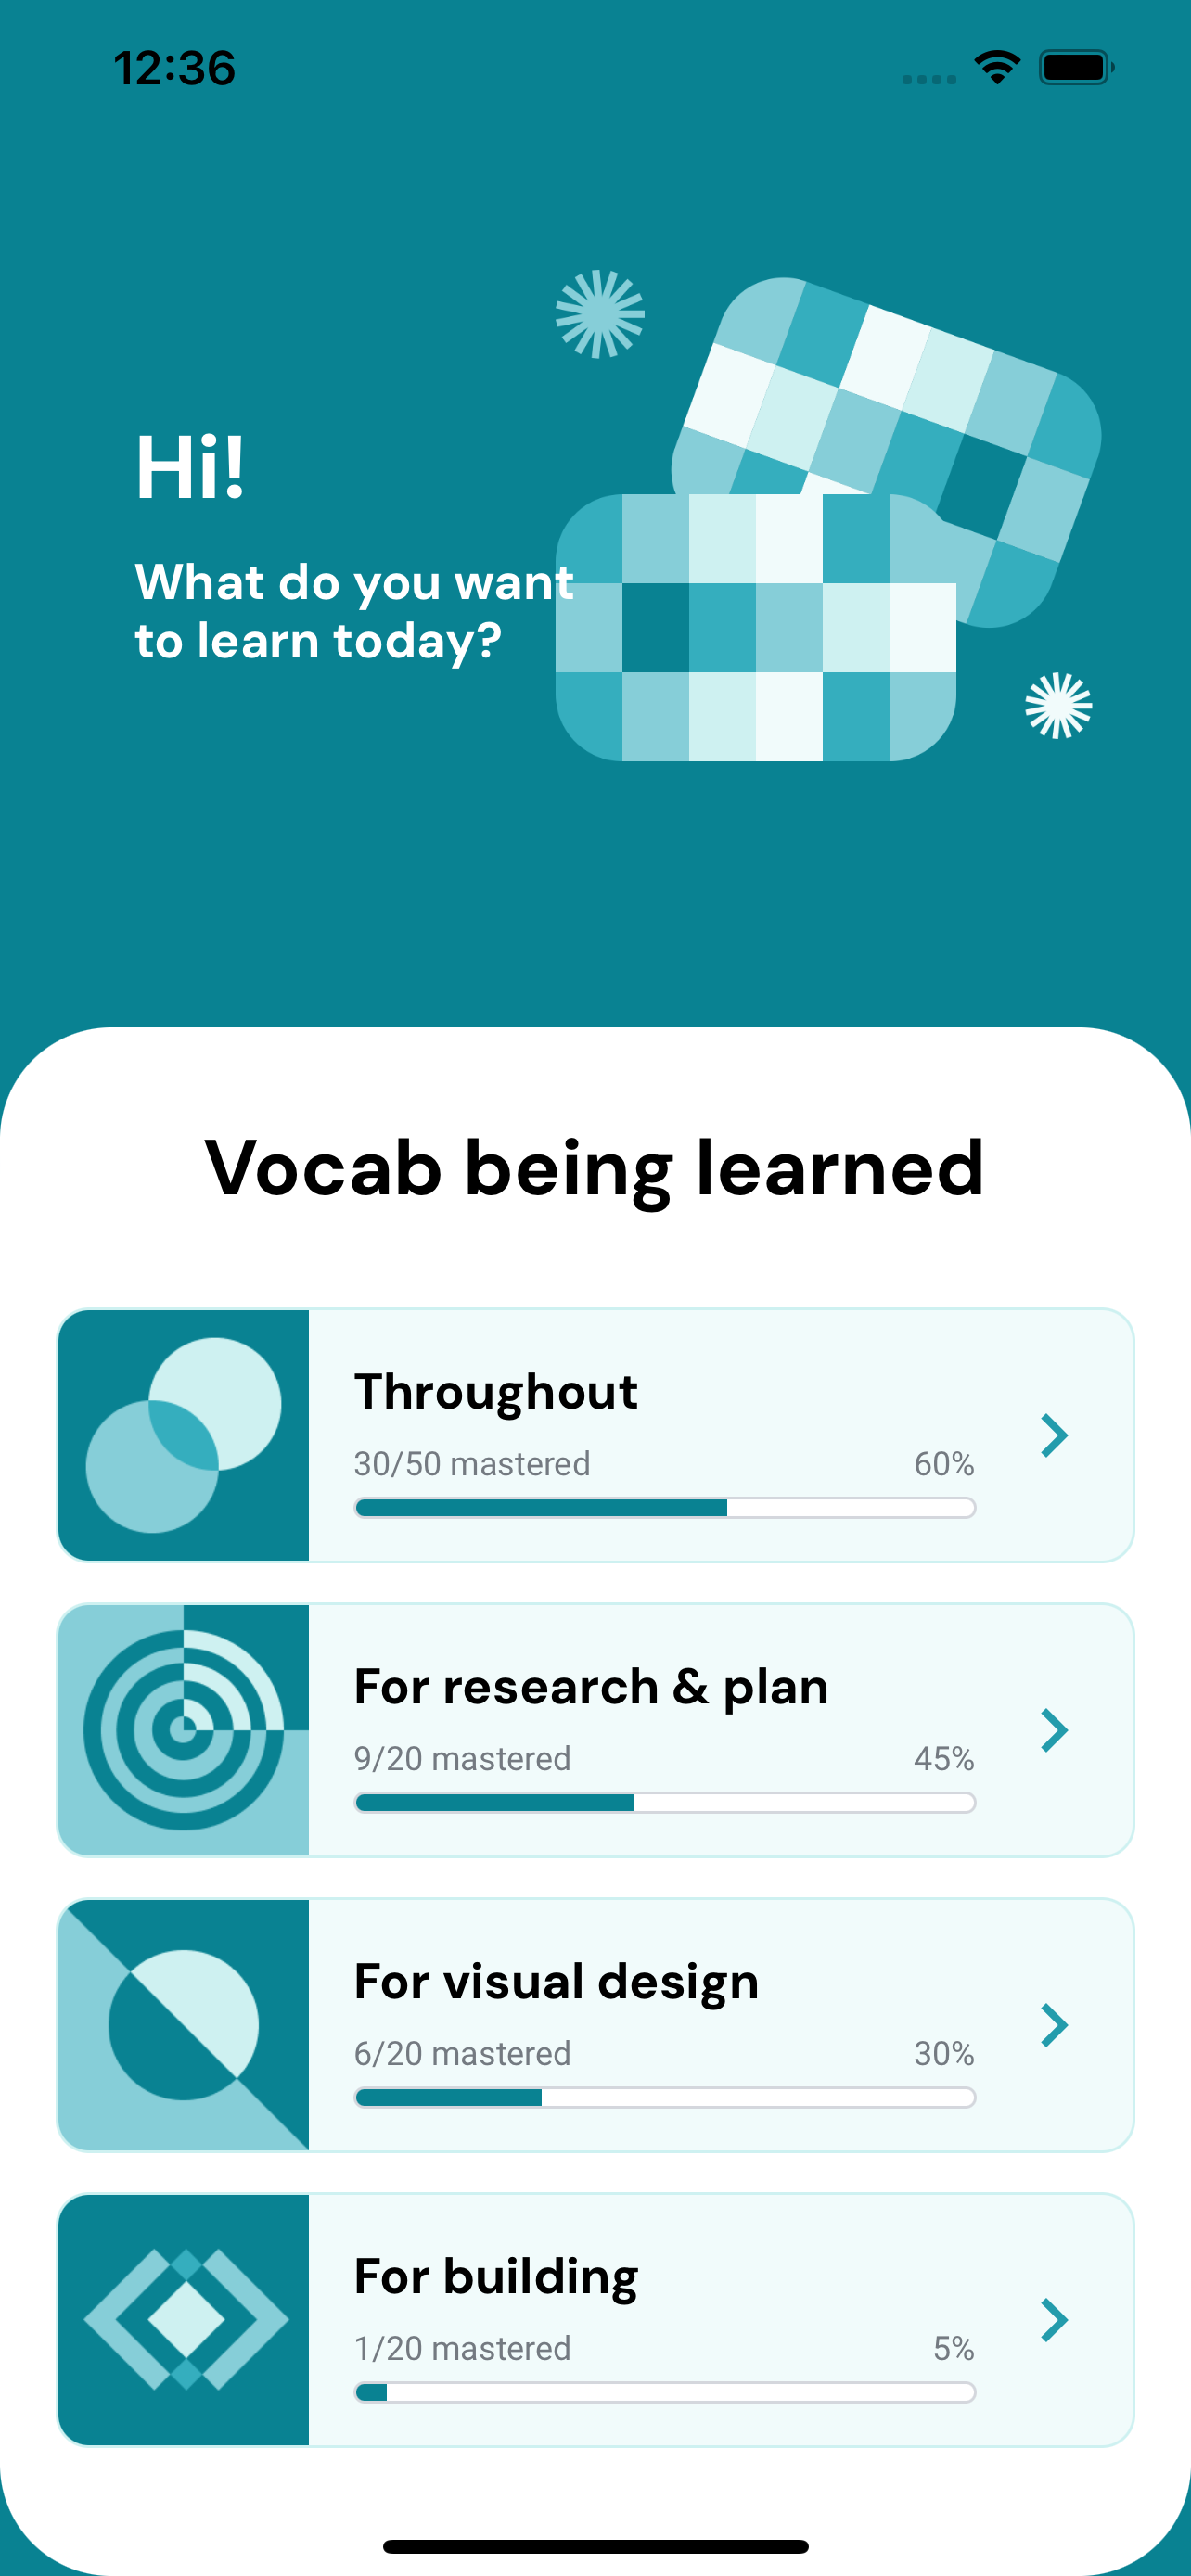 12:36
Hi!
What do you want
to learn today?
Vocab being learned
Throughout
30/50 mastered 60%
For research & plan
9/20 mastered 45%
For visual design
6/20 mastered 30%
For building
1/20 mastered 5%